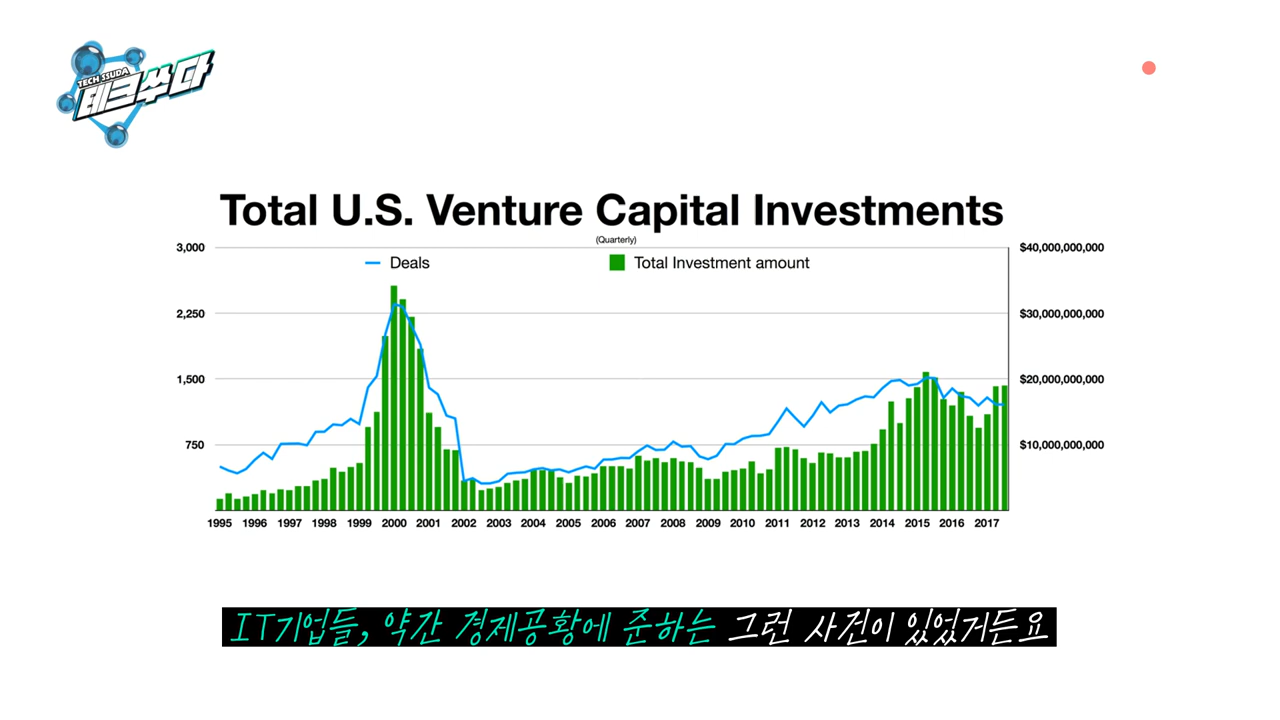 TECH SSUDA
테크쑤다
Total U.S. Venture Capital Investments
(Quarterly)
3,000
$40,000,000,000
Deals
Total Investment amount
2,250
$30,000,000,000
1,500
$20,000,000,000
750
$10,000,000,000
1995 1996 1997 1998 1999 2000 2001 2002 2003 2004 2005 2006 2007 2008 2009 2010 2011 2012 2013 2014 2015 2016 2017
IT기업들, 약간 경제공황에 준하는 그런 사건이 있었거든요